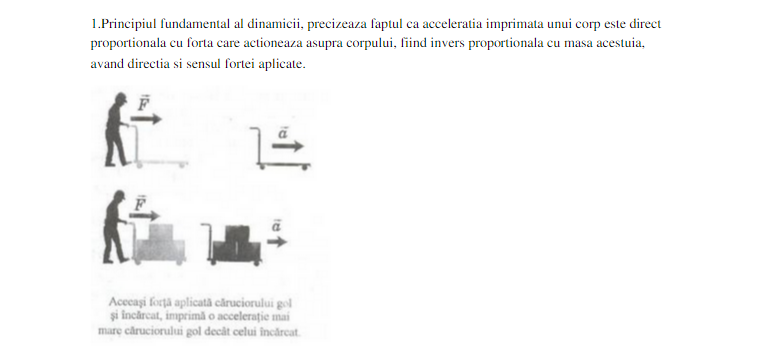 1.Principiul fundamental al dinamicii, precizeaza faptul ca acceleratia imprimata unui corp este direct
proportionala cu forta care actioneaza asupra corpului, fiind invers proportionala cu masa acestuia,
avand directia si sensul fortei aplicate.
F⃗
a⃗
F⃗
a⃗
Aceeaşi forţă aplicată căruciorului gol
şi încărcat, imprimă o acceleraţie mai
mare căruciorului gol decât celui încărcat.